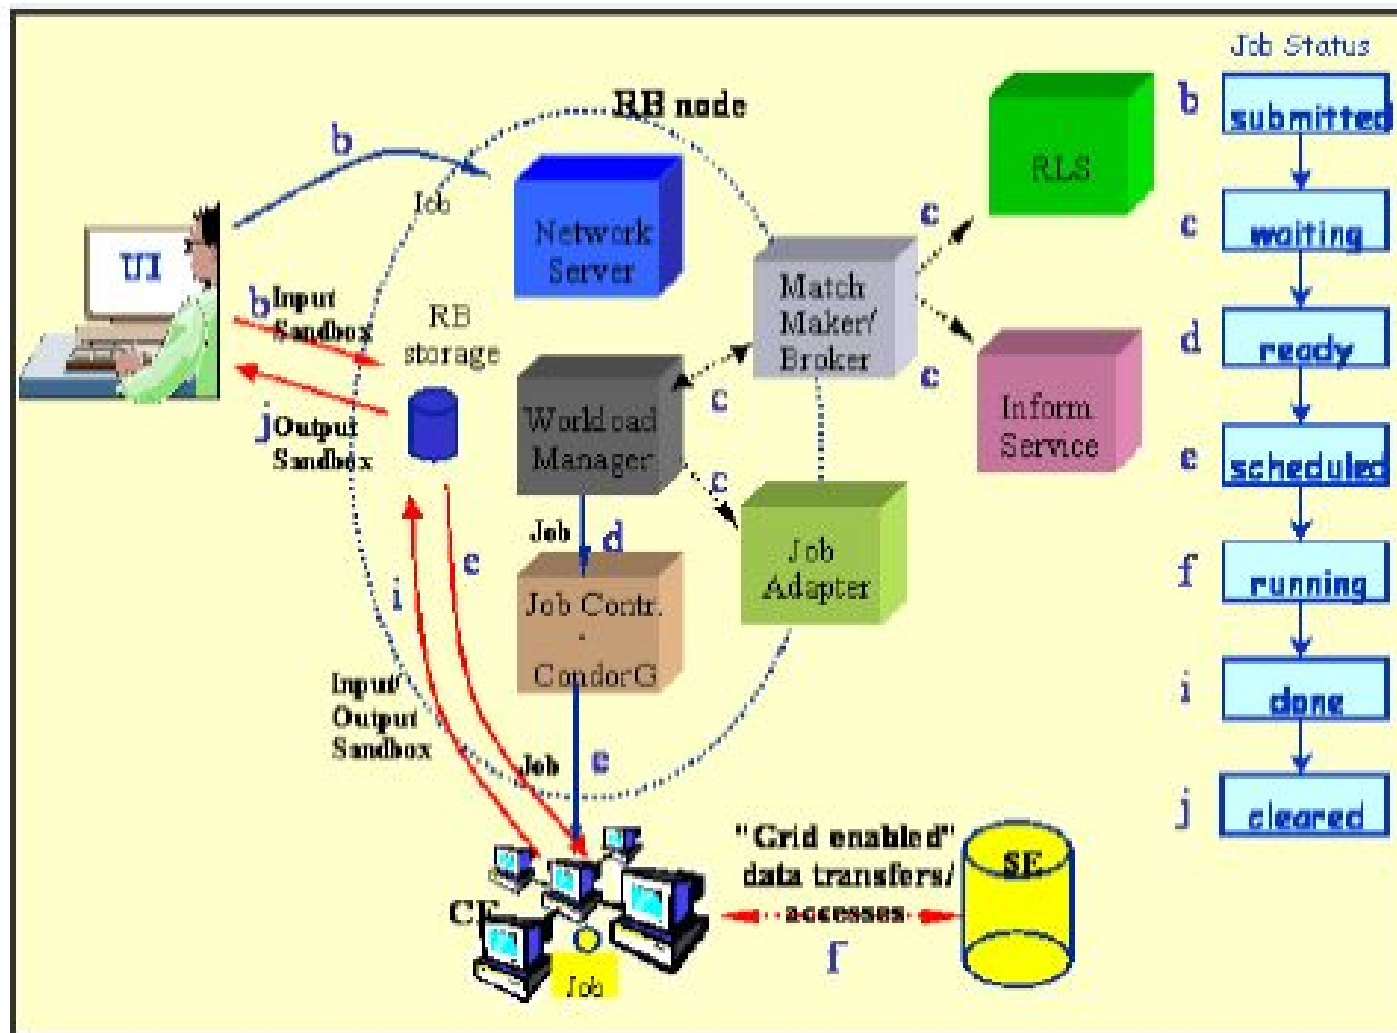 Job Status
RB node
b
submitted
b
RLS
Job
c
c
waiting
Network
Server
UI
Match
Maker/
Broker
b
Input
Sandbox
RB
storage
d
ready
c
c
Inform
Service
j
Output
Sandbox
Workload
Manager
e
scheduled
c
Job
d
e
Job
Adapter
f
running
i
Job Contr.
-
CondorG
Input/
Output
Sandbox
i
done
Job
e
j
cleared
"Grid enabled"
data transfers/
accesses
SE
CE
f
Job